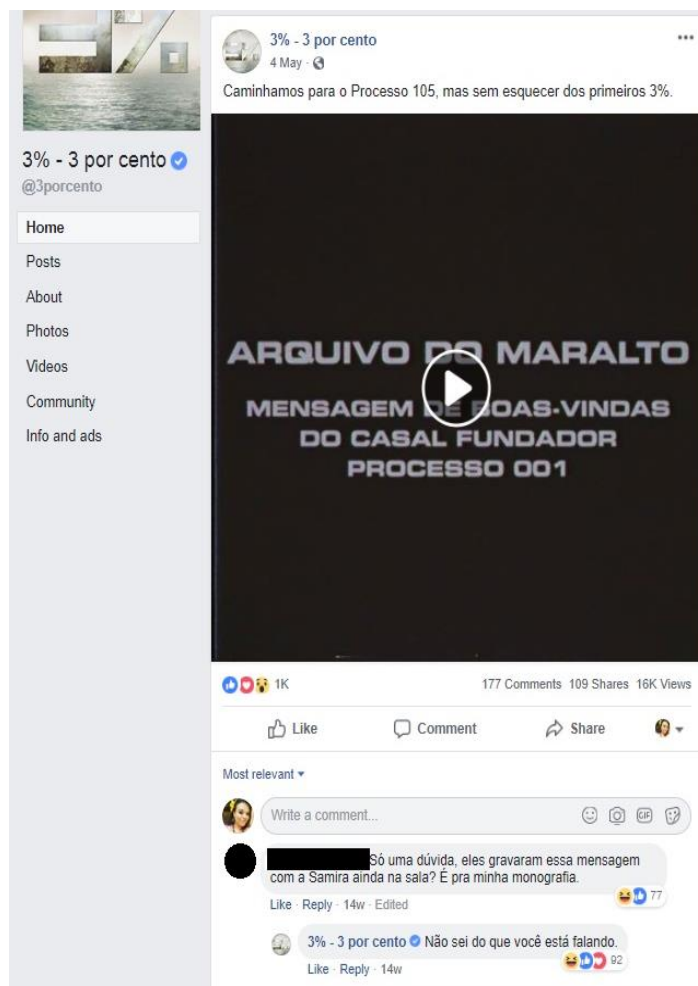 3%
3% - 3 por cento
@3porcento
Home
Posts
About
Photos
Videos
Community
Info and ads
3% - 3 por cento
4 May ·
Caminhamos para o Processo 105, mas sem esquecer dos primeiros 3%.
ARQUIVO DO MARALTO
MENSAGEM DE BOAS-VINDAS
DO CASAL FUNDADOR
PROCESSO 001
1K
177 Comments 109 Shares 16K Views
Like Comment Share
Most relevant
Write a comment...
GIF
Só uma dúvida, eles gravaram essa mensagem
com a Samira ainda na sala? É pra minha monografia.
77
Like · Reply · 14w · Edited
3% - 3 por cento Não sei do que você está falando.
92
Like · Reply · 14w